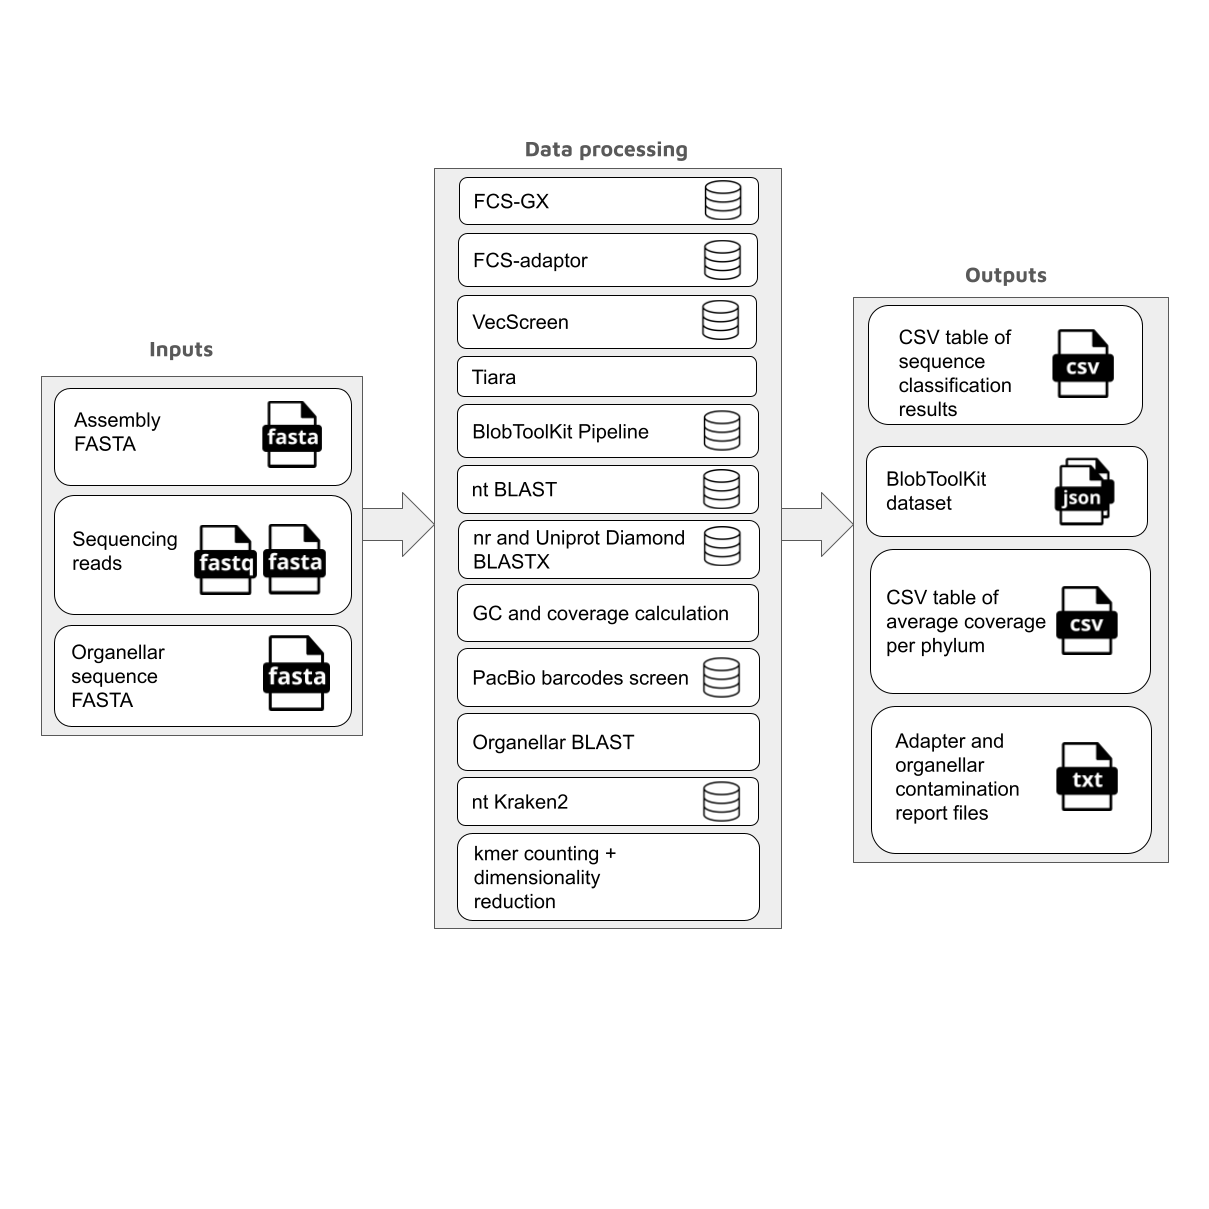 Inputs
Assembly
FASTA
fasta
Sequencing
reads
fastq
fasta
Organellar
sequence
FASTA
fasta
Data processing
FCS-GX
FCS-adaptor
VecScreen
Tiara
BlobToolKit Pipeline
nt BLAST
nr and Uniprot Diamond
BLASTX
GC and coverage calculation
PacBio barcodes screen
Organellar BLAST
nt Kraken2
kmer counting +
dimensionality
reduction
Outputs
CSV table of
sequence
classification
results
csv
BlobToolKit
dataset
json
CSV table of
average coverage
per phylum
csv
Adapter and
organellar
contamination
report files
txt